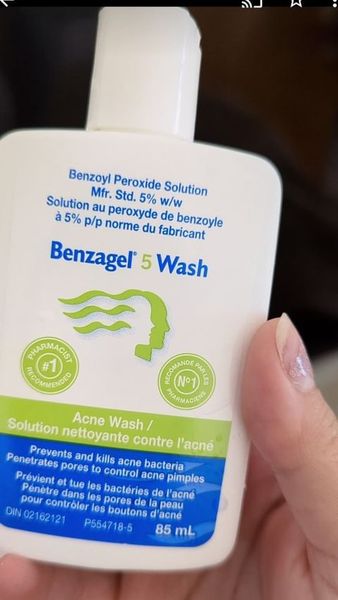 Benzoyl Peroxide Solution
Mfr. Std. 5% w/w
Solution au peroxyde de benzoyle
à 5% p/p norme du fabricant
Benzagel® 5 Wash
PHARMACIST
#1
RECOMMENDED
RECOMMANDÉ PAR LES
No 1
PHARMACIENS
Acne Wash /
Solution nettoyante contre l'acné
Prevents and kills acne bacteria
Penetrates pores to control acne pimples
Prévient et tue les bactéries de l'acné
Pénètre dans les pores de la peau
pour contrôler les boutons d'acné
DIN 02162121 P554718-5 85 mL